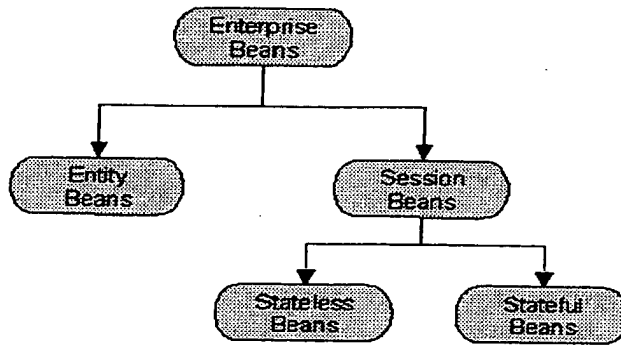 Enterprise
Beans
Entity
Beans
Session
Beans
Stateless
Beans
Stateful
Beans